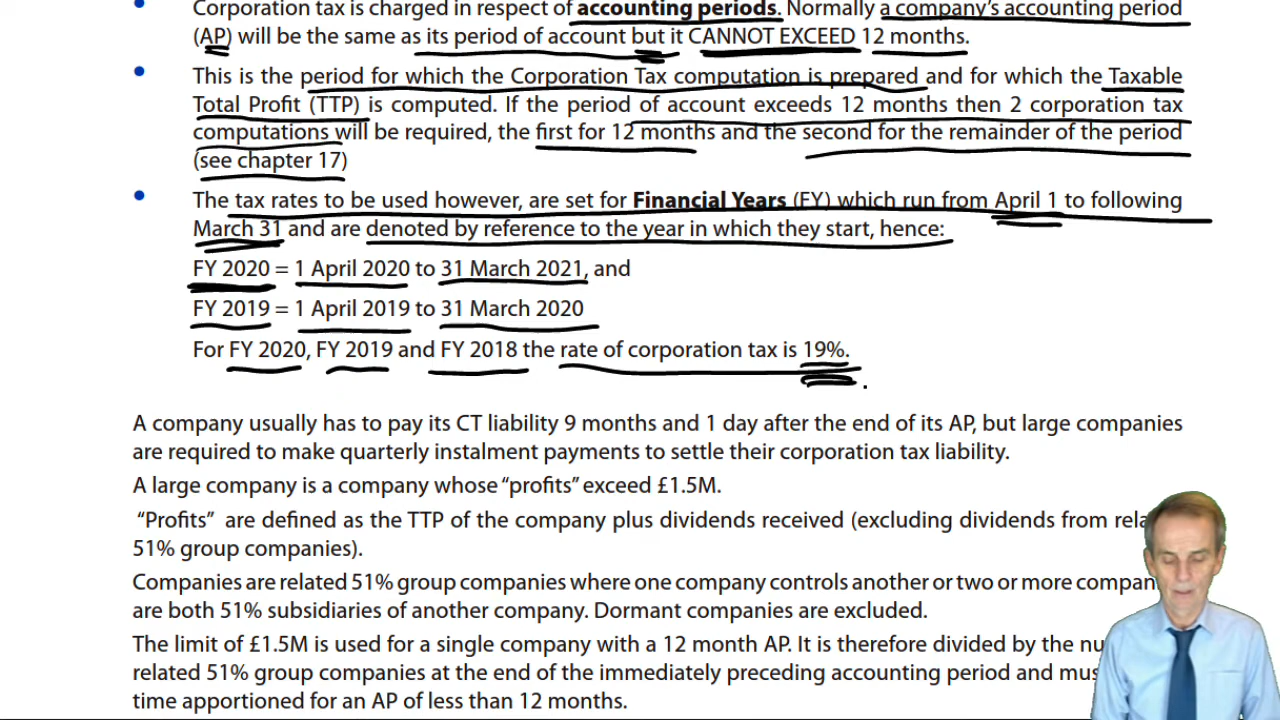 Corporation tax is charged in respect of accounting periods. Normally a company's accounting period
(AP) will be the same as its period of account but it CANNOT EXCEED 12 months.
This is the period for which the Corporation Tax computation is prepared and for which the Taxable
Total Profit (TTP) is computed. If the period of account exceeds 12 months then 2 corporation tax
computations will be required, the first for 12 months and the second for the remainder of the period
(see chapter 17)
The tax rates to be used however, are set for Financial Years (FY) which run from April 1 to following
March 31 and are denoted by reference to the year in which they start, hence:
FY 2020 = 1 April 2020 to 31 March 2021, and
FY 2019 = 1 April 2019 to 31 March 2020
For FY 2020, FY 2019 and FY 2018 the rate of corporation tax is 19%.
A company usually has to pay its CT liability 9 months and 1 day after the end of its AP, but large companies
are required to make quarterly instalment payments to settle their corporation tax liability.
A large company is a company whose "profits" exceed £1.5M.
"Profits" are defined as the TTP of the company plus dividends received (excluding dividends from
51% group companies).
Companies are related 51% group companies where one company controls another or two or more
are both 51% subsidiaries of another company. Dormant companies are excluded.
The limit of £1.5M is used for a single company with a 12 month AP. It is therefore divided by the
related 51% group companies at the end of the immediately preceding accounting period and
time apportioned for an AP of less than 12 months.